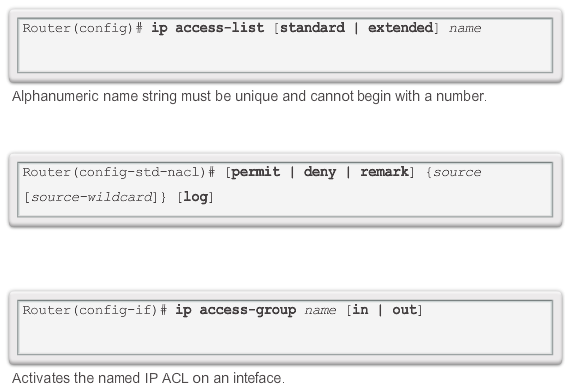 Router(config)# ip access-list [standard | extended] name
Alphanumeric name string must be unique and cannot begin with a number.
Router(config-std-nacl)# [permit | deny | remark] {source
[source-wildcard]} [log]
Router(config-if)# ip access-group name [in | out]
Activates the named IP ACL on an inteface.